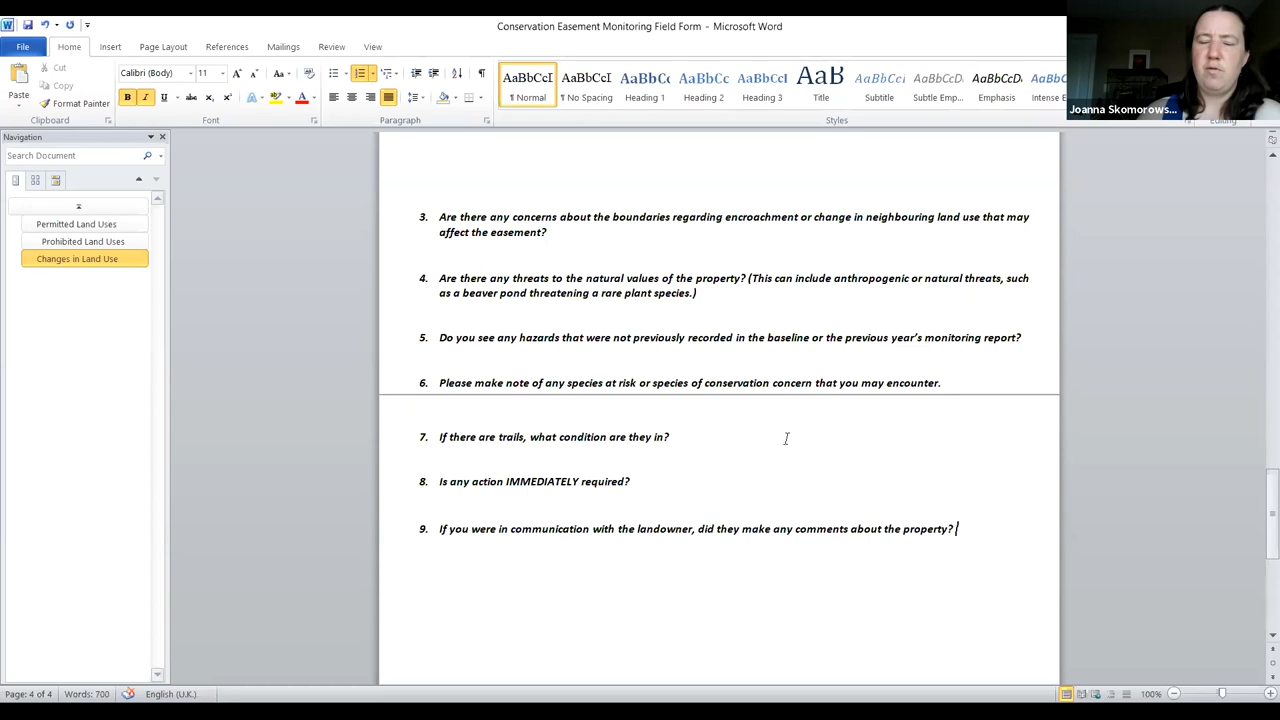 Conservation Easement Monitoring Field Form - Microsoft Word
File Home Insert Page Layout References Mailings Review View
Cut
Copy
Paste
Format Painter
Calibri (Body) 11
B I U abc x₂ x² A A
AaBbCcI AaBbCcI AaBbCc AaBbCc AaBbCcI AaB AaBbCcI AaBbCcI AaBbCcI AaBbCcI
¶ Normal ¶ No Spacing Heading 1 Heading 2 Heading 3 Title Subtitle Subtle Emp... Emphasis Intense E
Clipboard Font Paragraph Styles Editing
Joanna Skomorows...
Navigation
Search Document
Permitted Land Uses
Prohibited Land Uses
Changes in Land Use
3. Are there any concerns about the boundaries regarding encroachment or change in neighbouring land use that may
affect the easement?
4. Are there any threats to the natural values of the property? (This can include anthropogenic or natural threats, such
as a beaver pond threatening a rare plant species.)
5. Do you see any hazards that were not previously recorded in the baseline or the previous year's monitoring report?
6. Please make note of any species at risk or species of conservation concern that you may encounter.
7. If there are trails, what condition are they in?
8. Is any action IMMEDIATELY required?
9. If you were in communication with the landowner, did they make any comments about the property?
Page: 4 of 4 Words: 700 English (U.K.) 100%